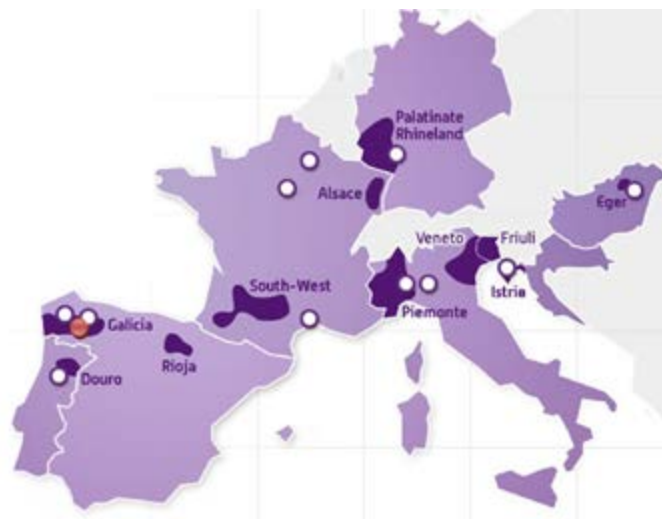 Palatinate
Rhineland
Alsace
Eger
Veneto
Friuli
South-West
Istria
Piemonte
Galicia
Rioja
Douro